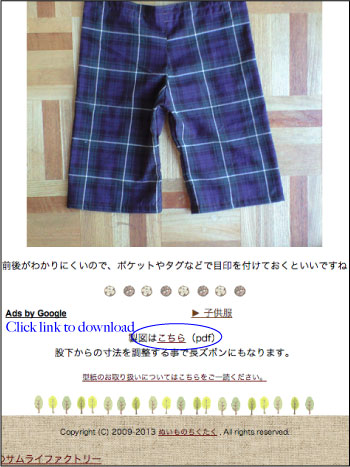 前後がわかりにくいので、ポケットやタグなどで目印を付けておくといいですね
Ads by Google ▶ 子供服
Click link to download
製図はこちら（pdf）
股下からの寸法を調整する事で長ズボンにもなります。
型紙のお取り扱いについてはこちらをご一読ください。
Copyright (C) 2009-2013 ぬいものちくたく . All rights reserved.
のサムライファクトリー